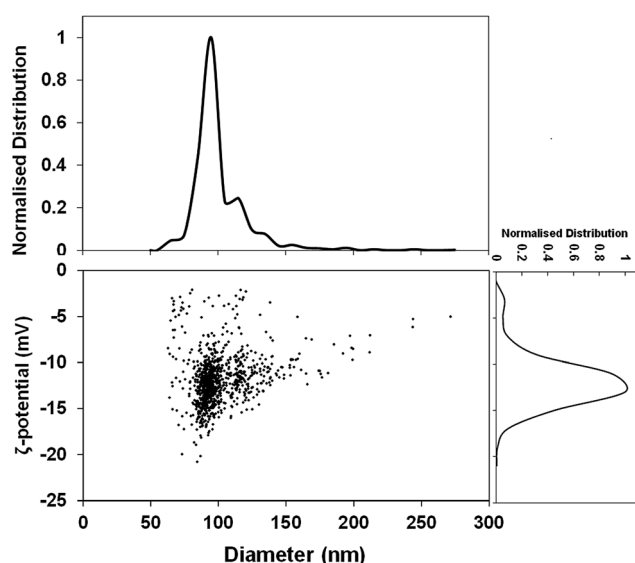 Normalised Distribution
1
0.8
0.6
0.4
0.2
0
Normalised Distribution
0 0.2 0.4 0.6 0.8 1
ζ-potential (mV)
0
-5
-10
-15
-20
-25
0 50 100 150 200 250 300
Diameter (nm)